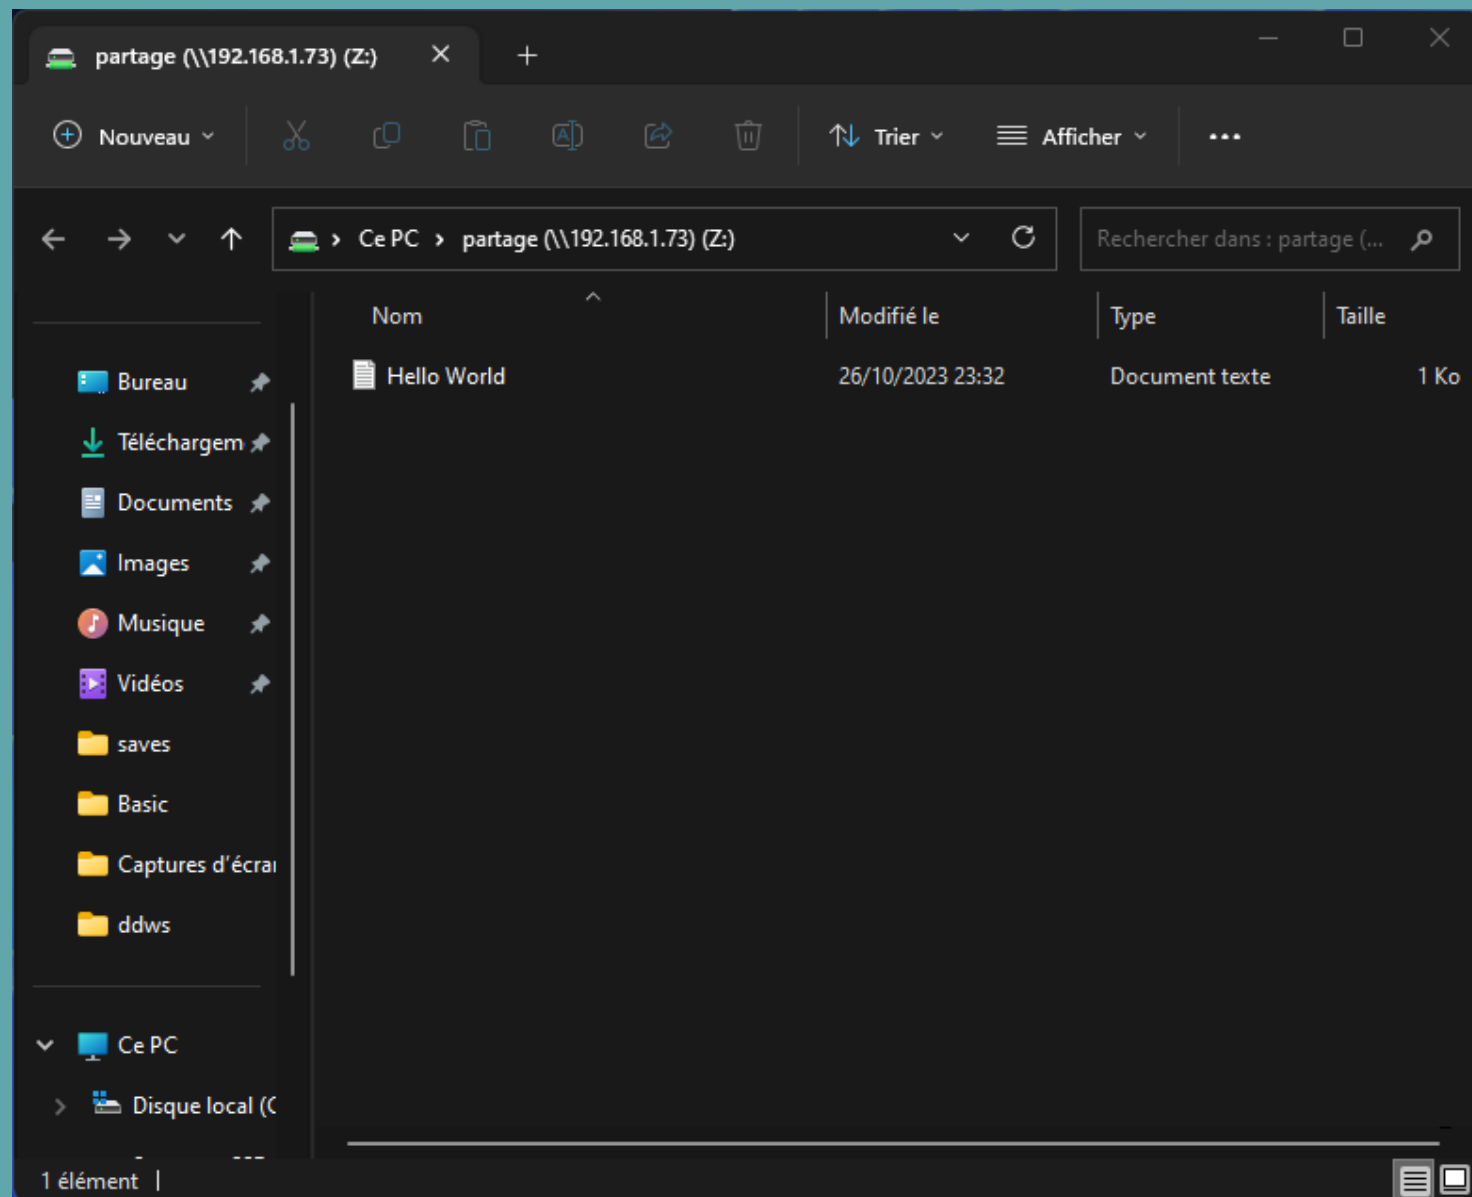 partage (\\192.168.1.73) (Z:)
Nouveau
Trier
Afficher
Ce PC > partage (\\192.168.1.73) (Z:)
Rechercher dans : partage (...
Nom Modifié le Type Taille
Hello World 26/10/2023 23:32 Document texte 1 Ko
Bureau
Téléchargem
Documents
Images
Musique
Vidéos
saves
Basic
Captures d'écran
ddws
Ce PC
Disque local (C
1 élément